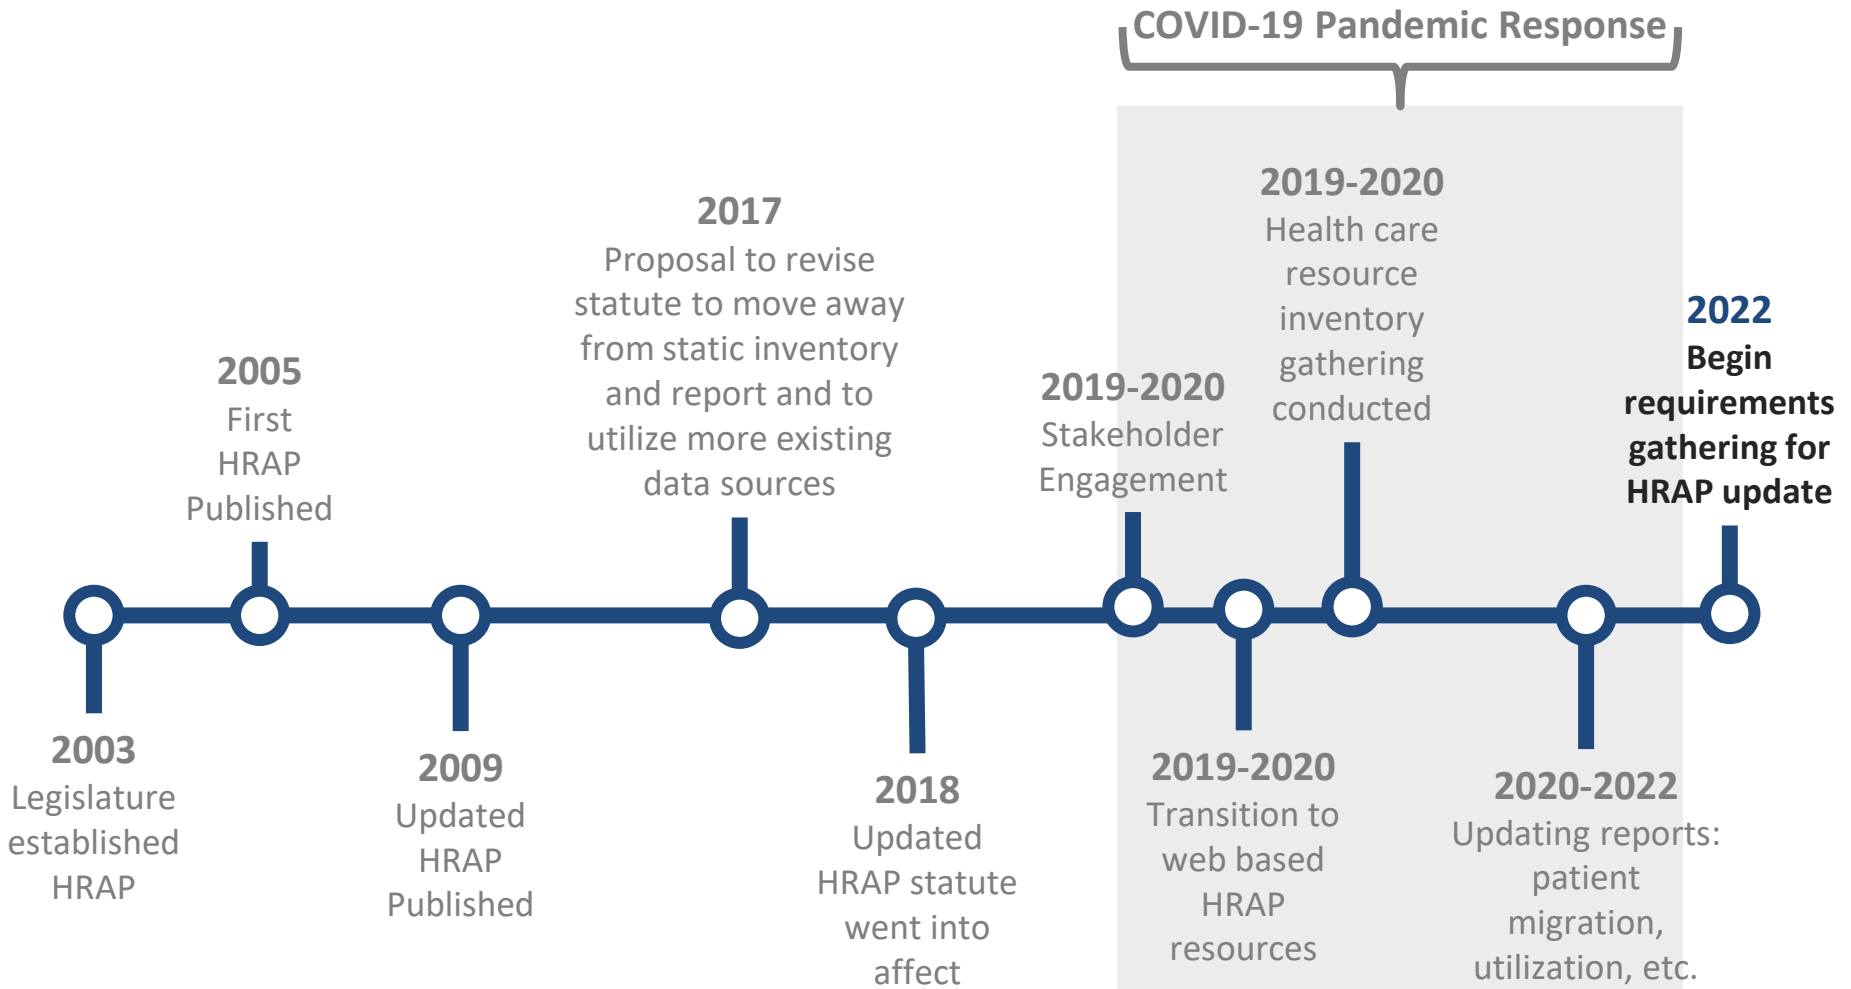 COVID-19 Pandemic Response
2003
Legislature
established
HRAP
2005
First
HRAP
Published
2009
Updated
HRAP
Published
2017
Proposal to revise
statute to move away
from static inventory
and report and to
utilize more existing
data sources
2018
Updated
HRAP statute
went into
affect
2019-2020
Stakeholder
Engagement
2019-2020
Transition to
web based
HRAP
resources
2019-2020
Health care
resource
inventory
gathering
conducted
2020-2022
Updating reports:
patient
migration,
utilization, etc.
2022
Begin
requirements
gathering for
HRAP update